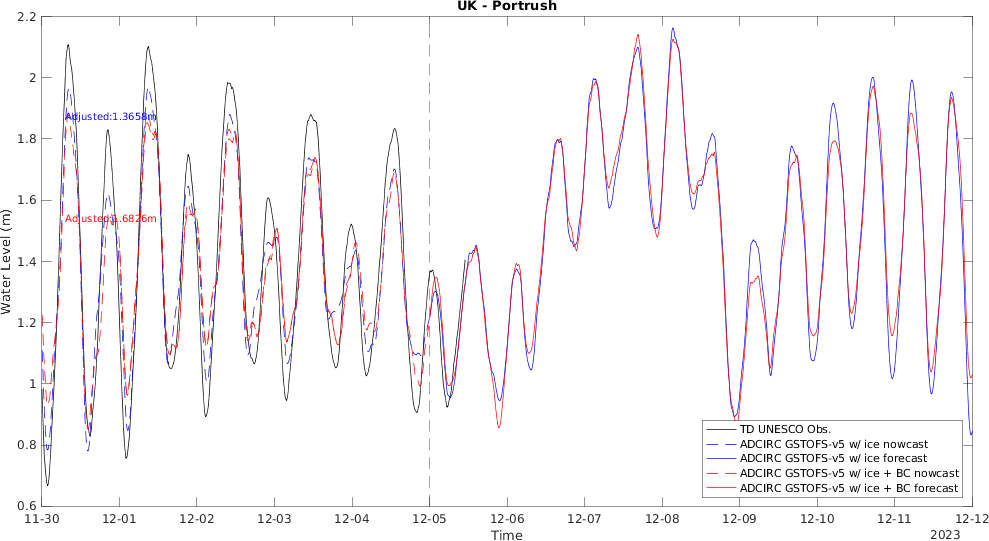 UK - Portrush
2.2
2
1.8
1.6
1.4
1.2
1
0.8
0.6
Water Level (m)
Adjusted:1.3658m
Adjusted:1.6826m
TD UNESCO Obs.
ADCIRC GSTOFS-v5 w/ ice nowcast
ADCIRC GSTOFS-v5 w/ ice forecast
ADCIRC GSTOFS-v5 w/ ice + BC nowcast
ADCIRC GSTOFS-v5 w/ ice + BC forecast
11-30 12-01 12-02 12-03 12-04 12-05 12-06 12-07 12-08 12-09 12-10 12-11 12-12
Time
2023